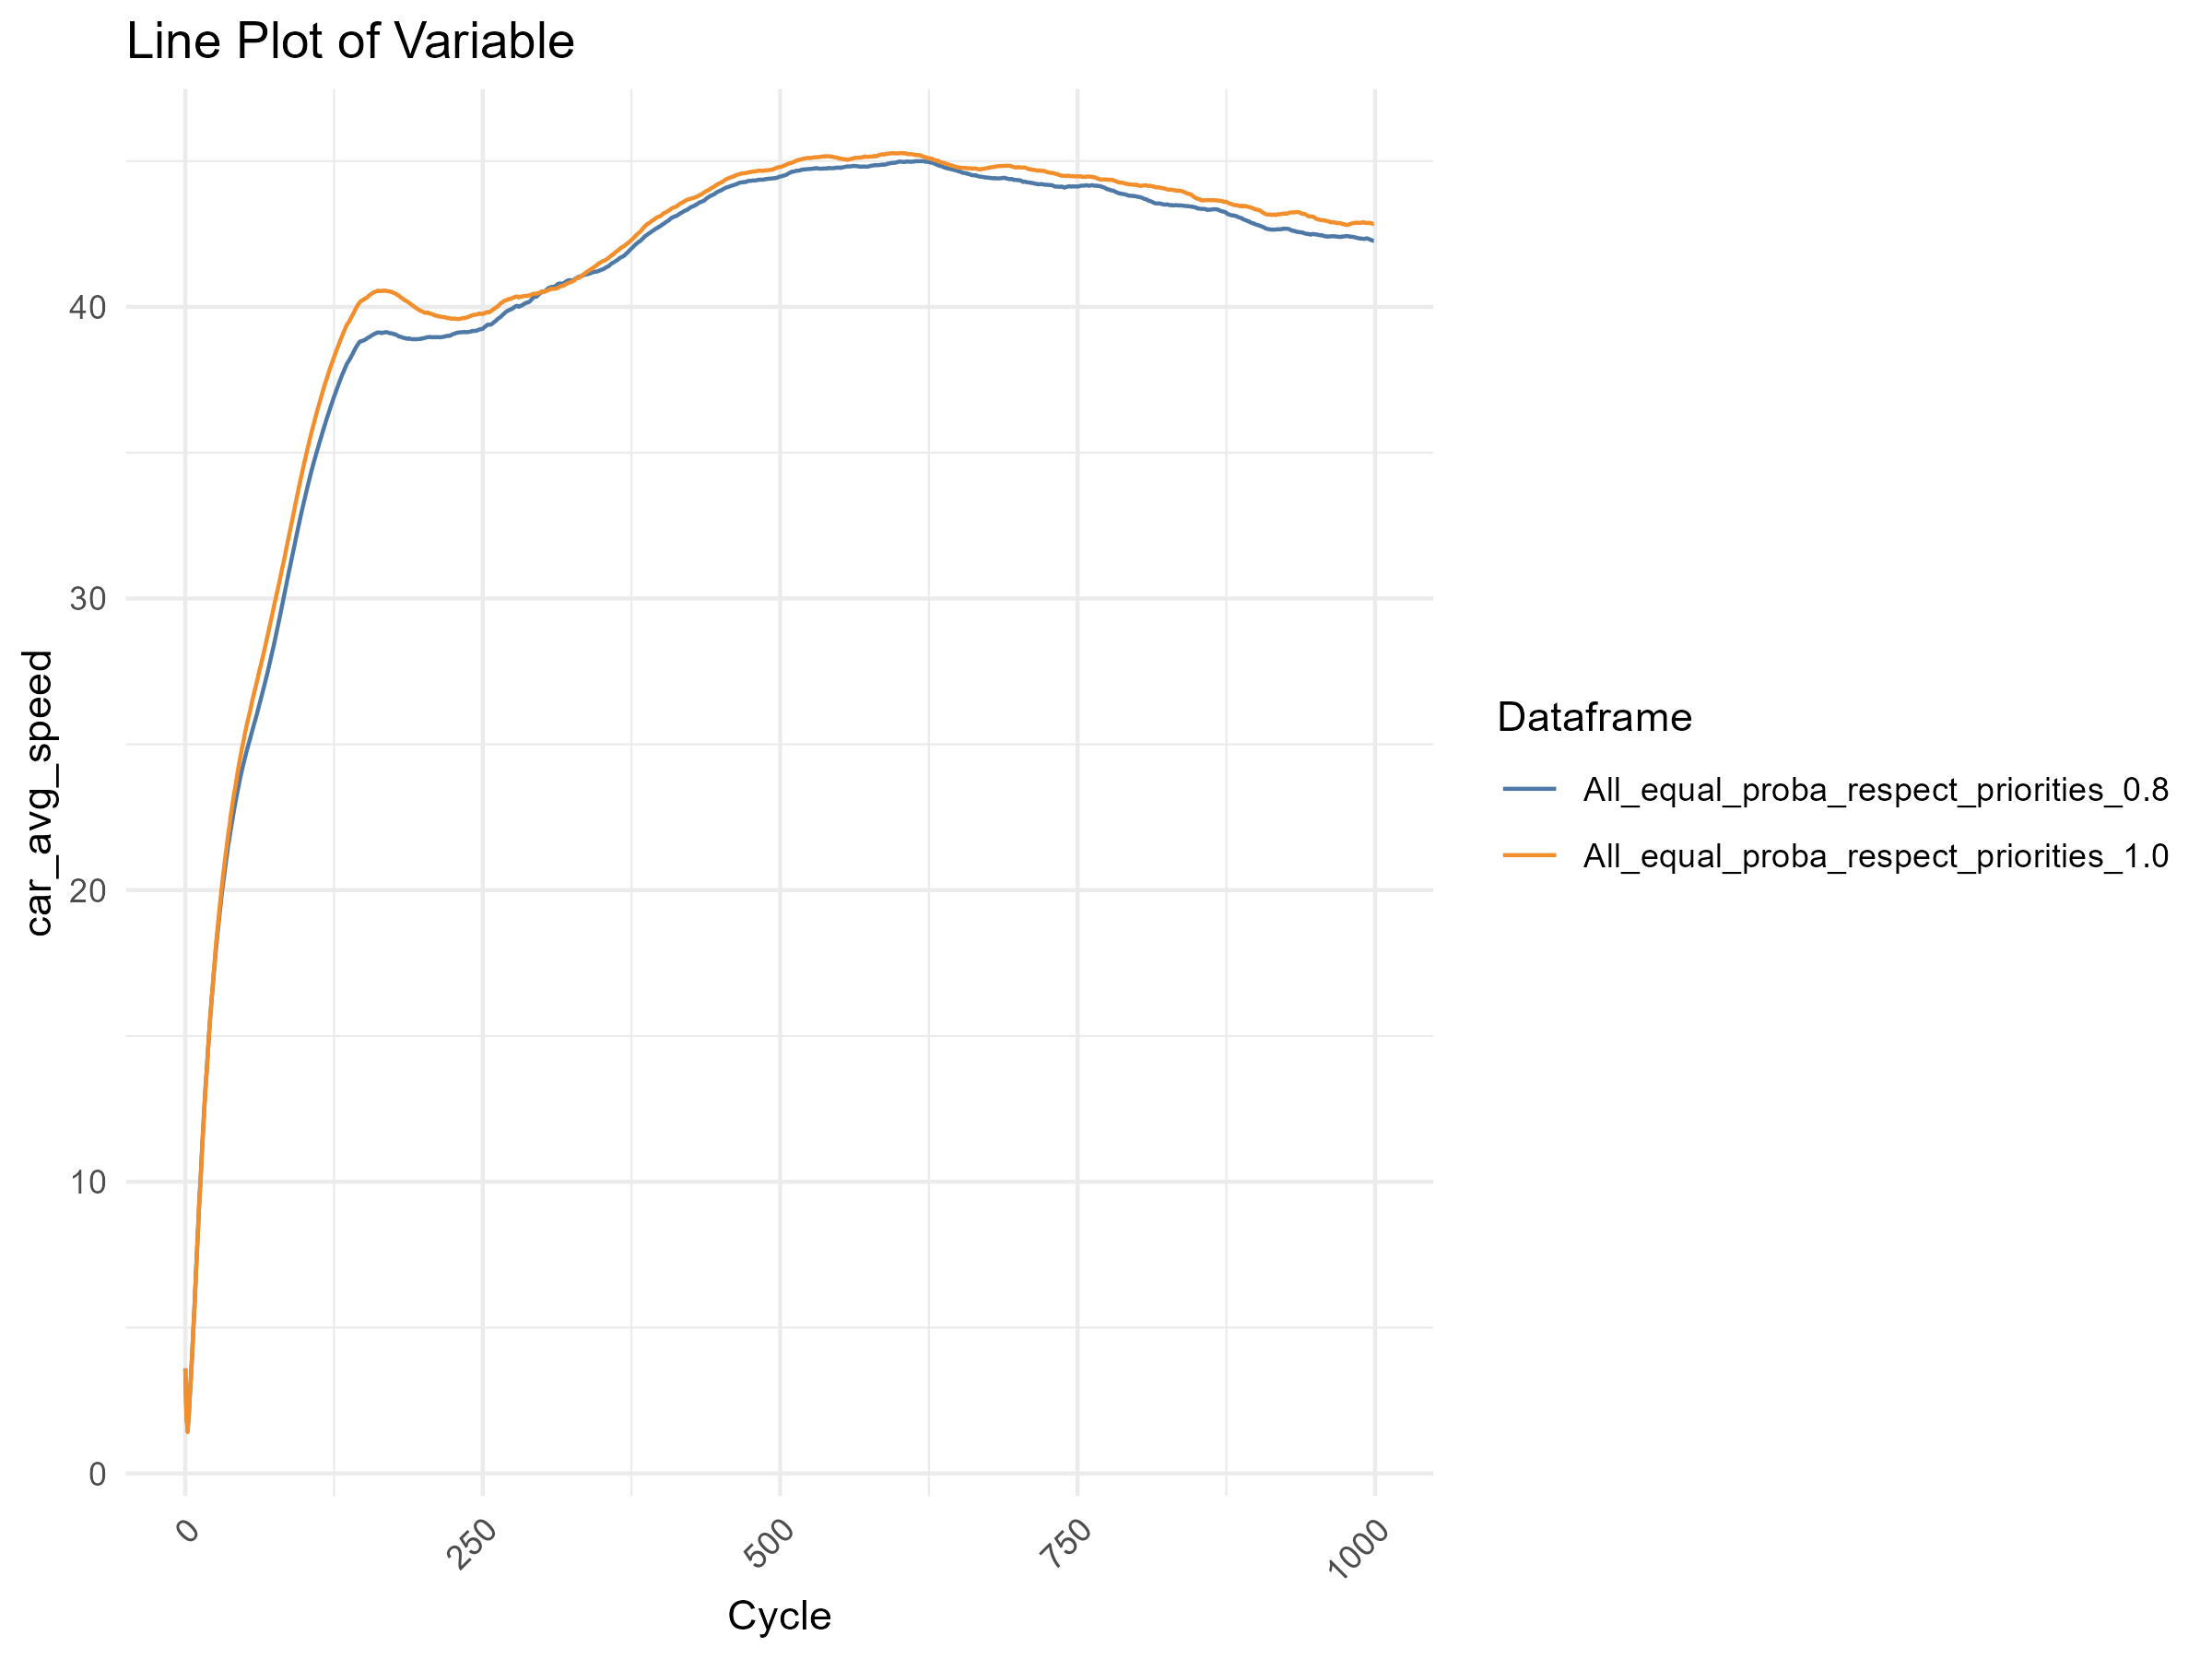 Line Plot of Variable
car_avg_speed
40
30
20
10
0
0
250
500
750
1000
Cycle
Dataframe
All_equal_proba_respect_priorities_0.8
All_equal_proba_respect_priorities_1.0